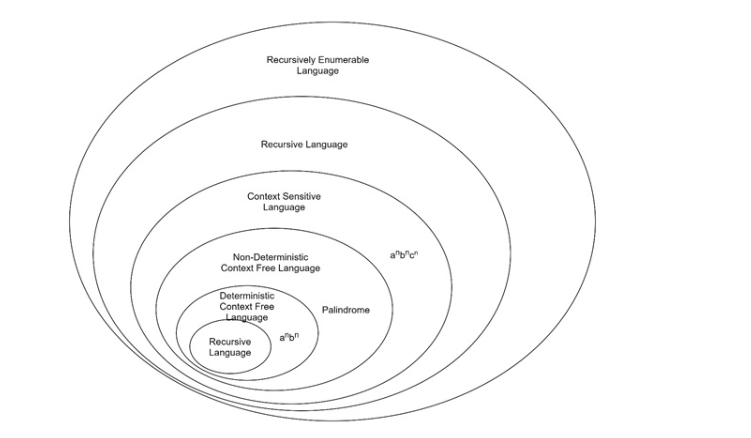 Recursively Enumerable
Language
Recursive Language
Context Sensitive
Language
aⁿbⁿcⁿ
Non-Deterministic
Context Free Language
Deterministic
Context Free
Language
Palindrome
aⁿbⁿ
Recursive
Language